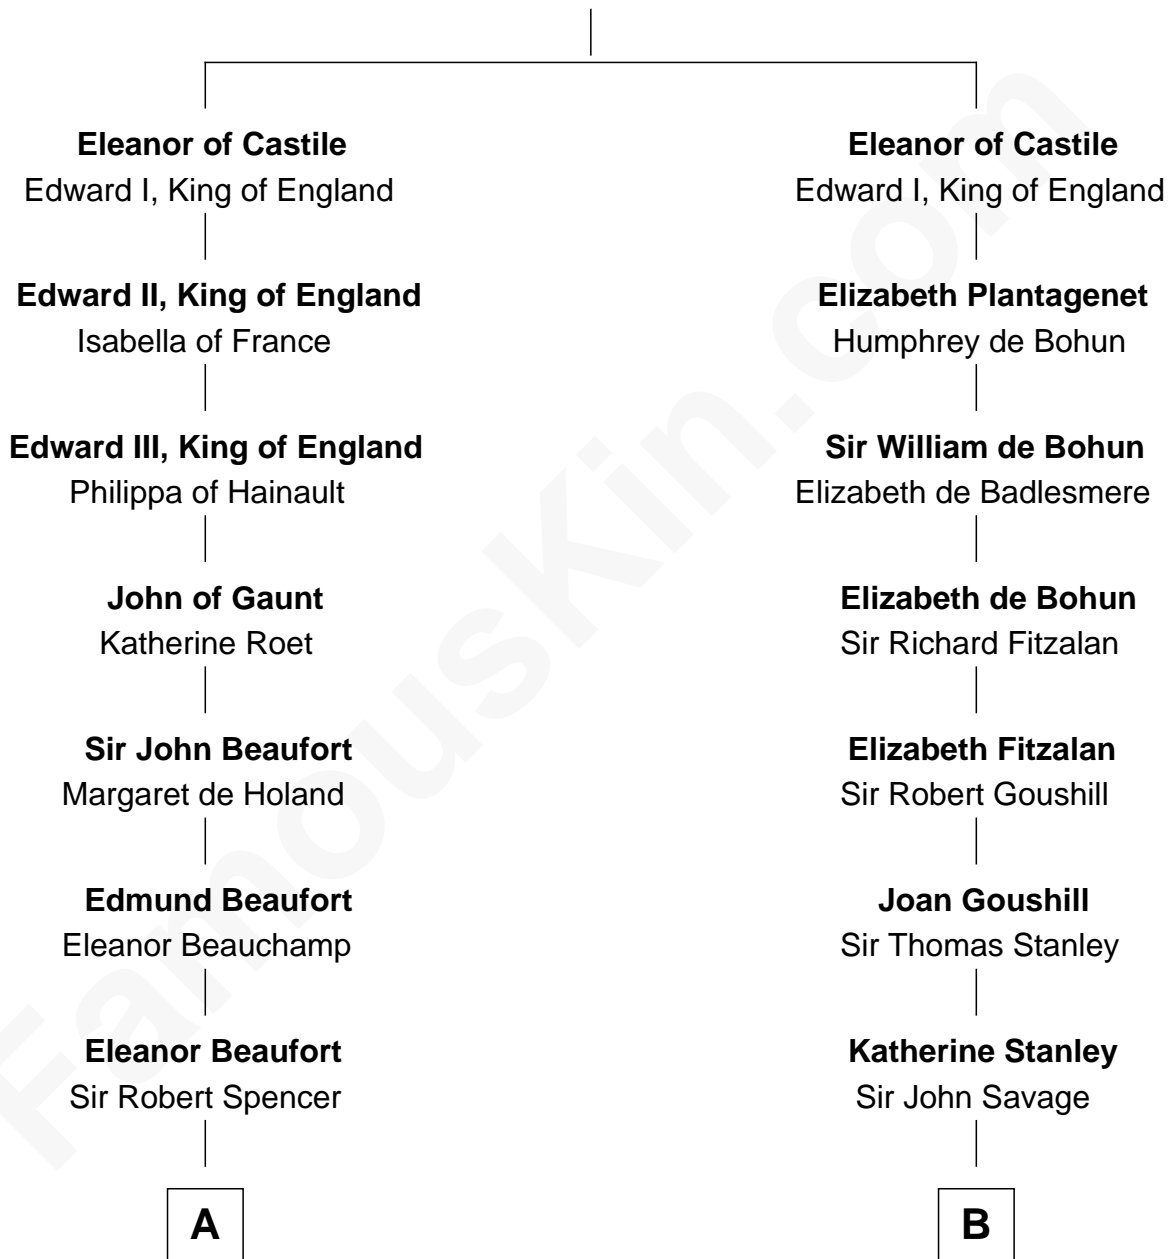 Eleanor of Castile
Edward I, King of England
Edward II, King of England
Isabella of France
Edward III, King of England
Philippa of Hainault
John of Gaunt
Katherine Roet
Sir John Beaufort
Margaret de Holand
Edmund Beaufort
Eleanor Beauchamp
Eleanor Beaufort
Sir Robert Spencer
A
Eleanor of Castile
Edward I, King of England
Elizabeth Plantagenet
Humphrey de Bohun
Sir William de Bohun
Elizabeth de Badlesmere
Elizabeth de Bohun
Sir Richard Fitzalan
Elizabeth Fitzalan
Sir Robert Goushill
Joan Goushill
Sir Thomas Stanley
Katherine Stanley
Sir John Savage
B
FamousKin.com